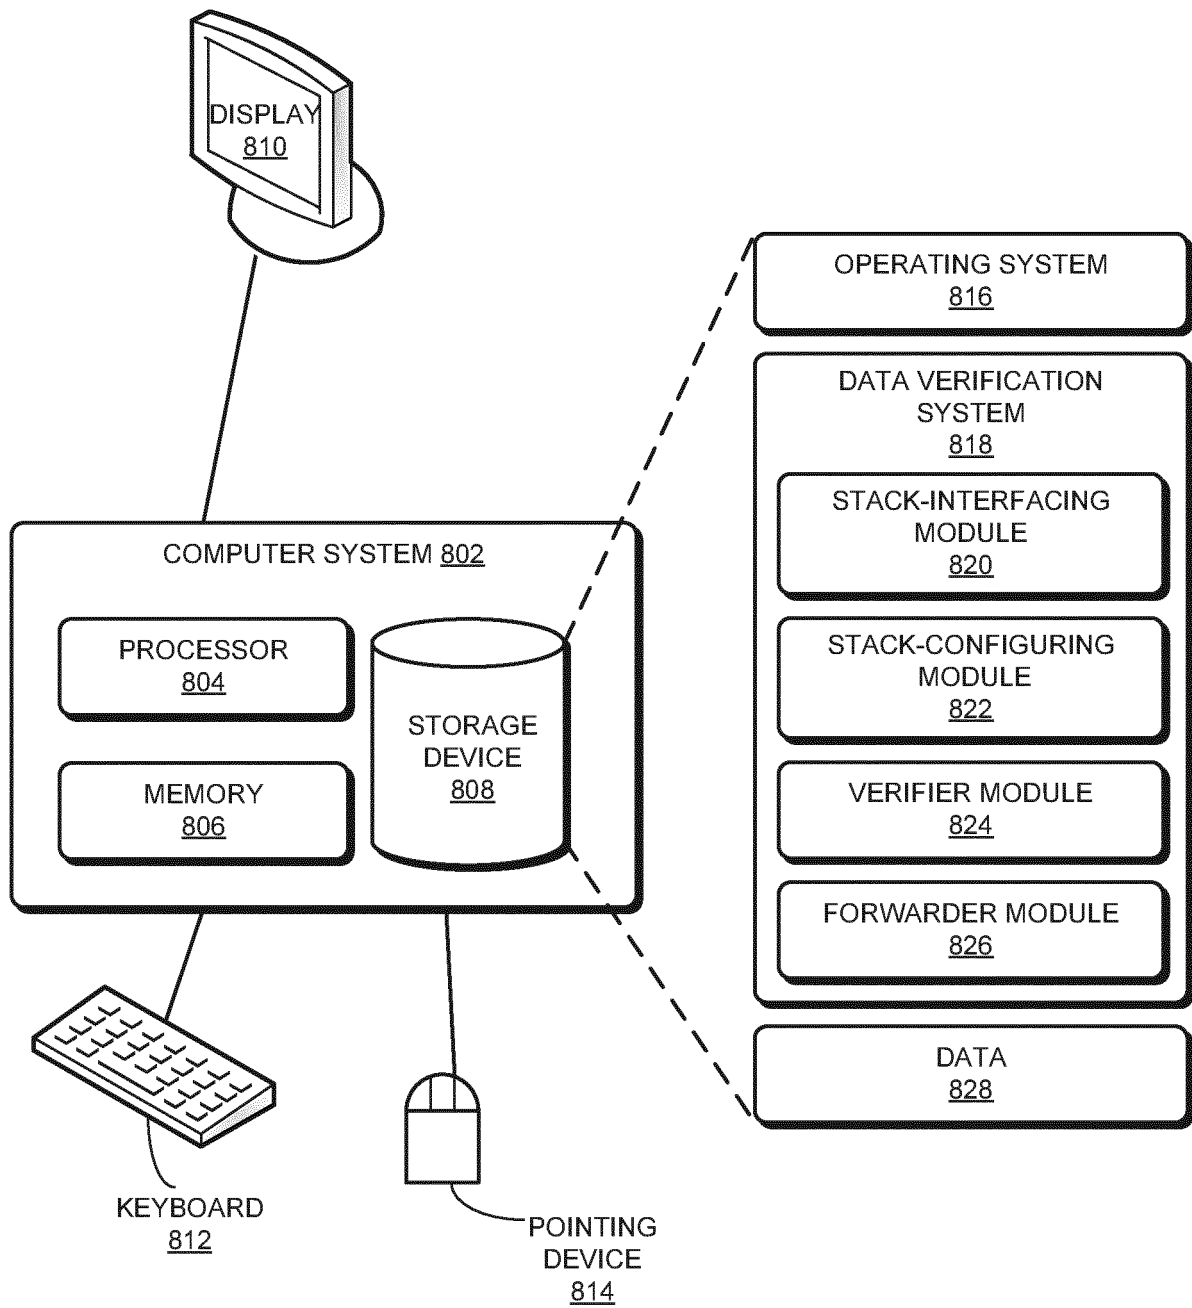 DISPLAY
810
OPERATING SYSTEM
816
DATA VERIFICATION
SYSTEM
818
STACK-INTERFACING
MODULE
820
STACK-CONFIGURING
MODULE
822
VERIFIER MODULE
824
FORWARDER MODULE
826
DATA
828
COMPUTER SYSTEM 802
PROCESSOR
804
MEMORY
806
STORAGE
DEVICE
808
KEYBOARD
812
POINTING
DEVICE
814